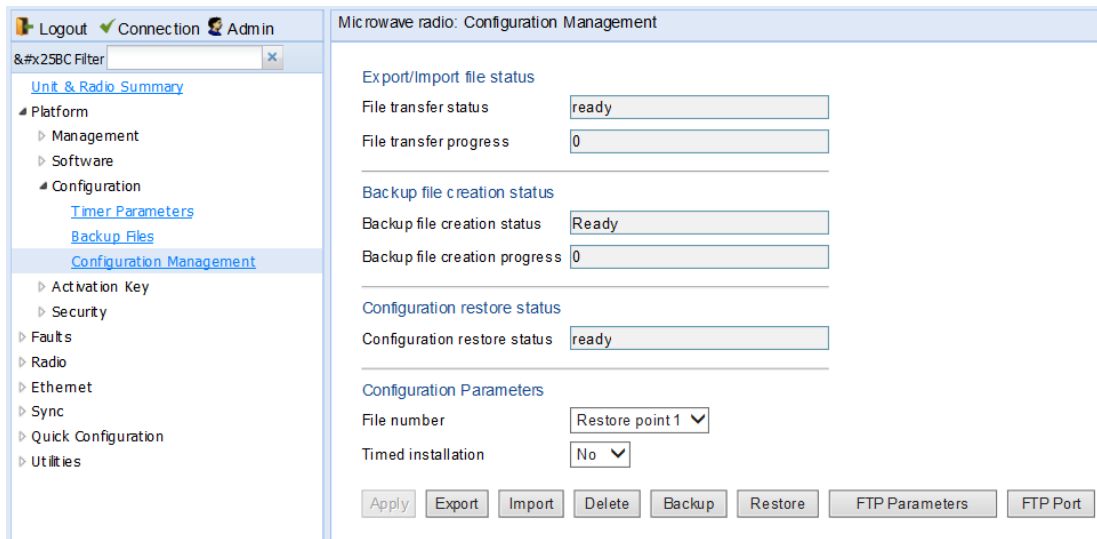 Logout Connection Admin
&#x25BC Filter
Unit & Radio Summary
Platform
Management
Software
Configuration
Timer Parameters
Backup Files
Configuration Management
Activation Key
Security
Faults
Radio
Ethernet
Sync
Quick Configuration
Utilities
Microwave radio: Configuration Management
Export/Import file status
File transfer status ready
File transfer progress 0
Backup file creation status
Backup file creation status Ready
Backup file creation progress 0
Configuration restore status
Configuration restore status ready
Configuration Parameters
File number Restore point 1
Timed installation No
Apply Export Import Delete Backup Restore FTP Parameters FTP Port